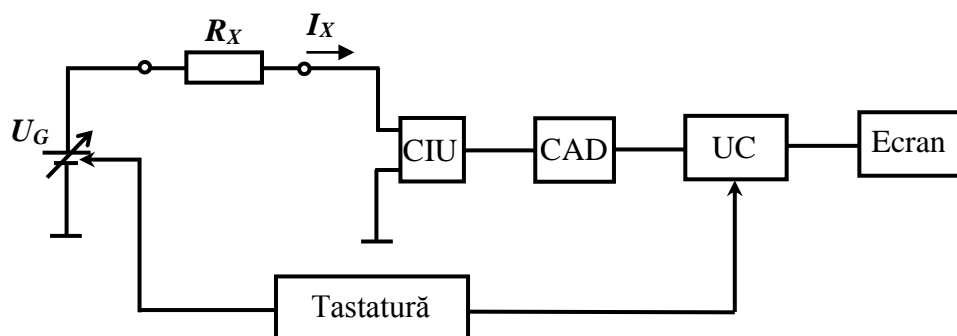 R_X
I_X
U_G
CIU
CAD
UC
Ecran
Tastatură